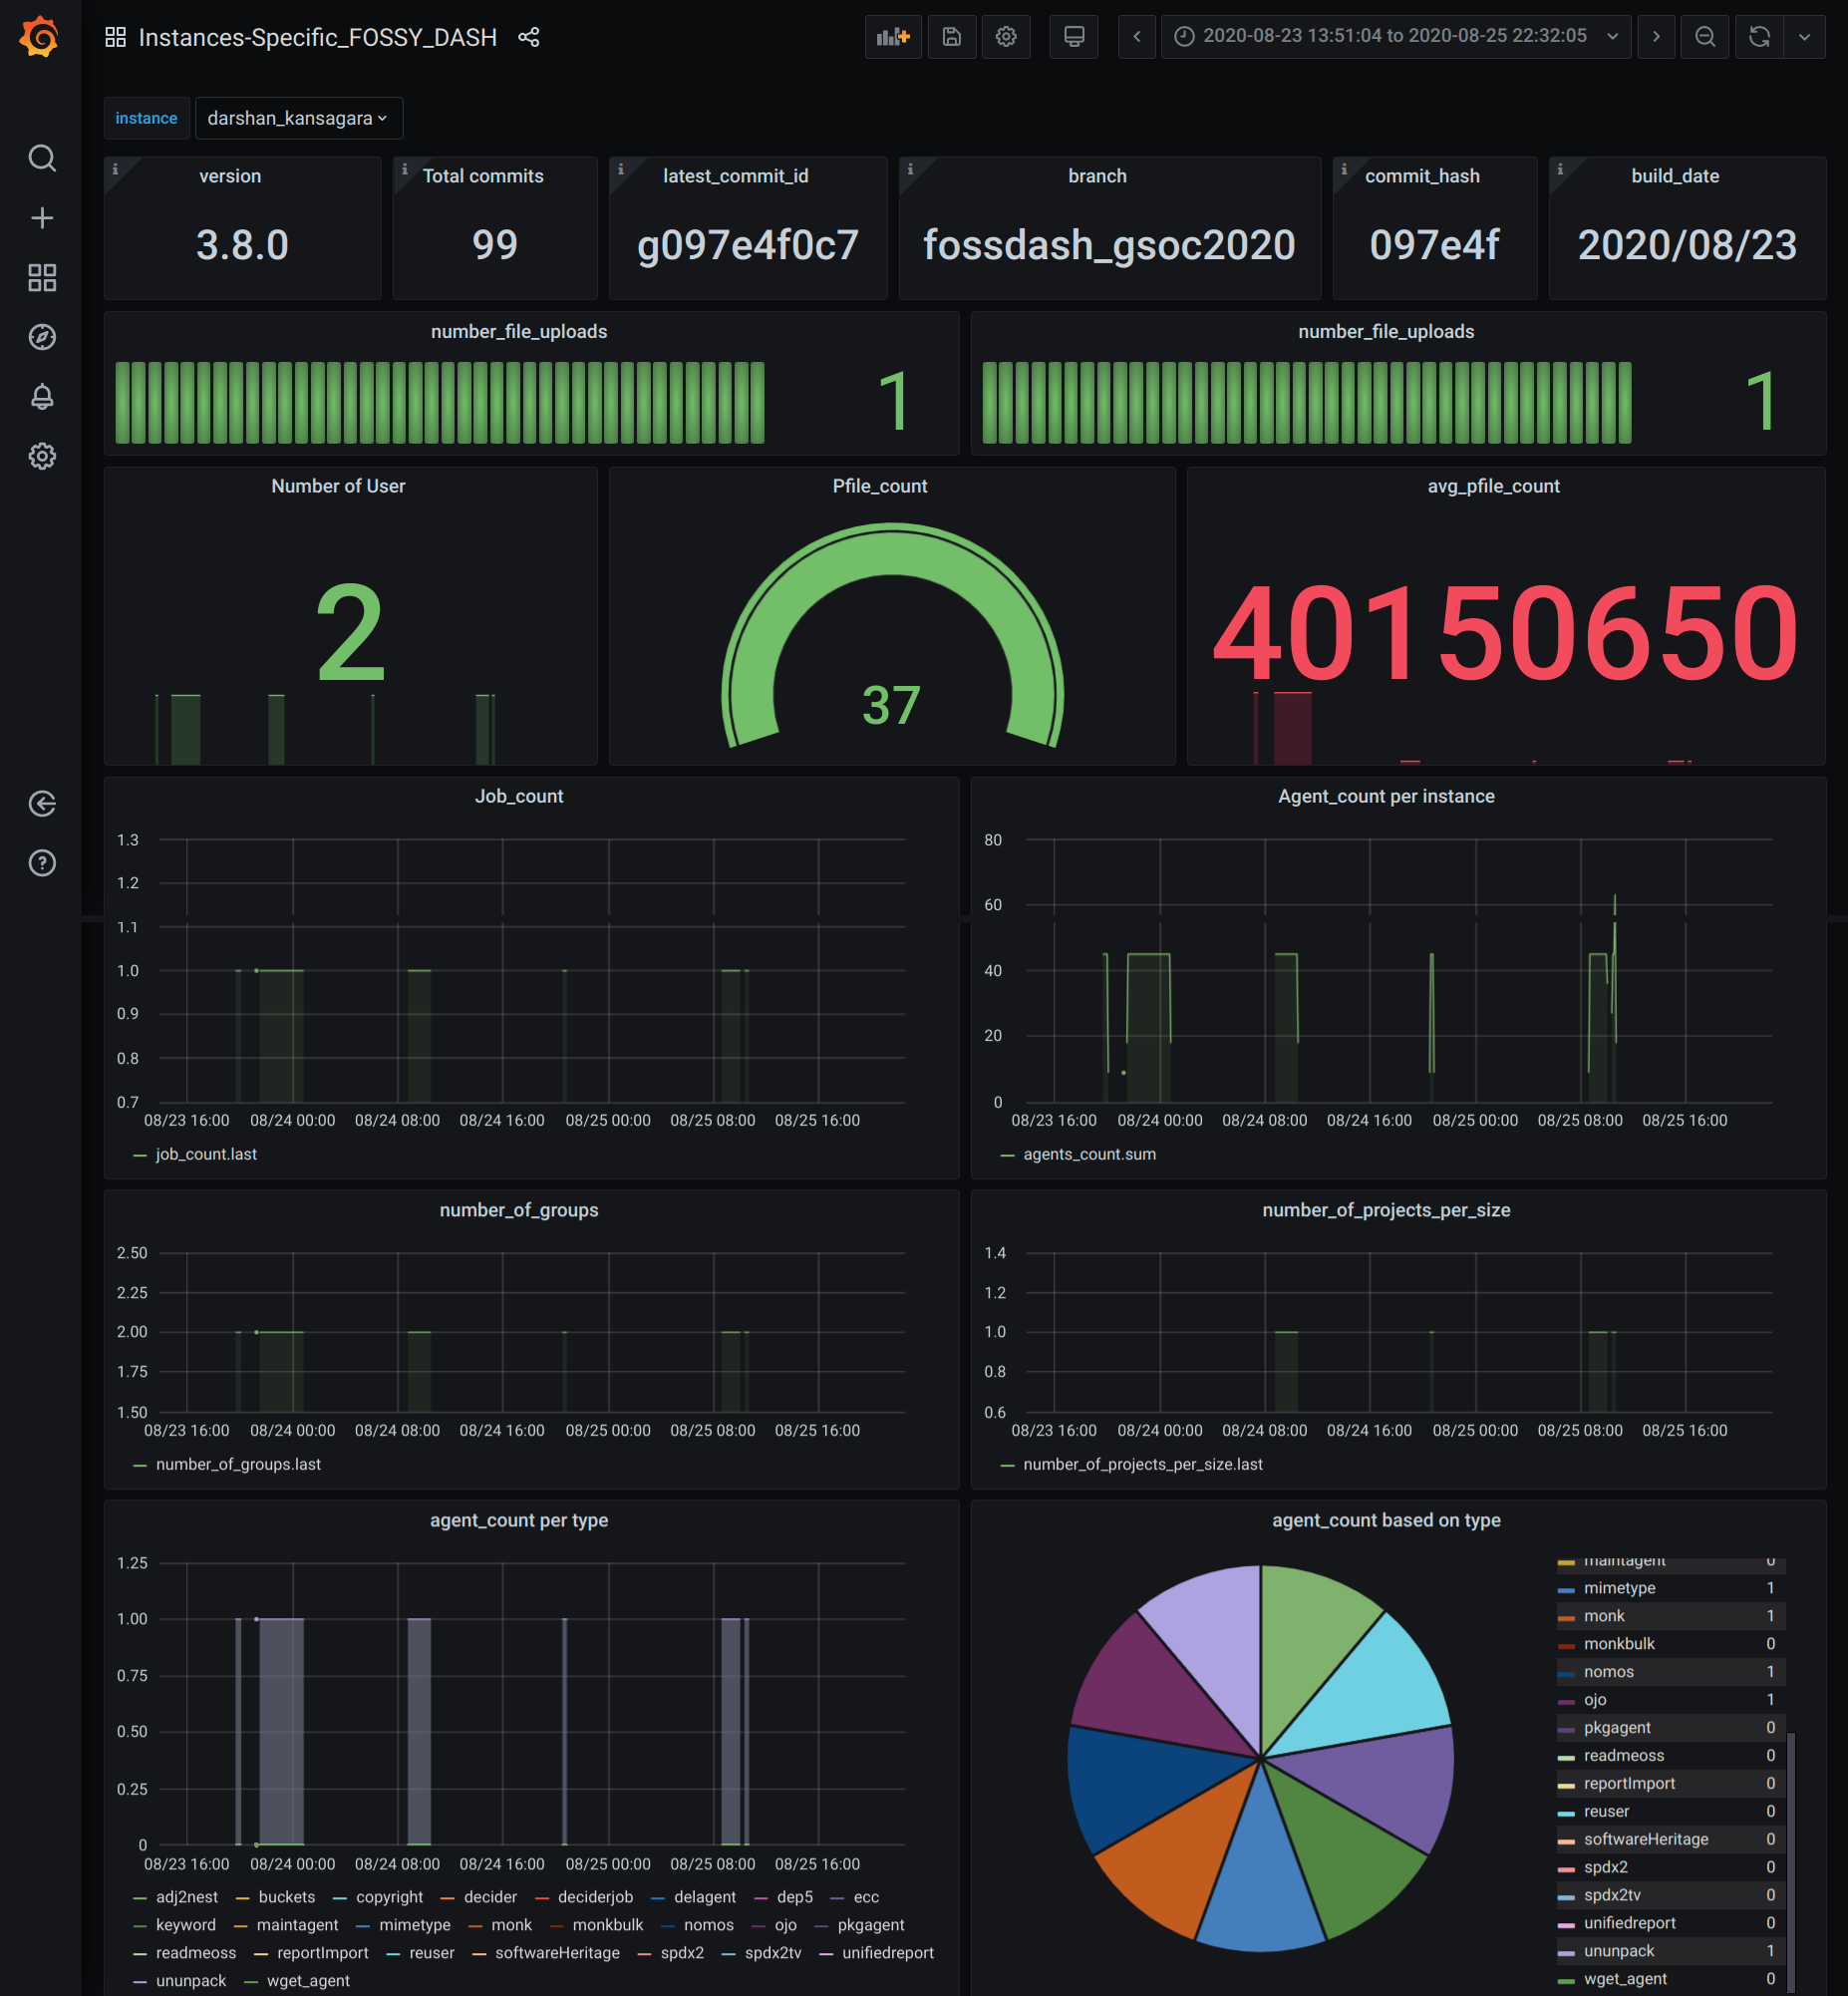 Instances-Specific_FOSSY_DASH
2020-08-23 13:51:04 to 2020-08-25 22:32:05
instance darshan_kansagara
version
3.8.0
Total commits
99
latest_commit_id
g097e4f0c7
branch
fossdash_gsoc2020
commit_hash
097e4f
build_date
2020/08/23
number_file_uploads
1
number_file_uploads
1
Number of User
2
Pfile_count
37
avg_pfile_count
40150650
Job_count
1.3
1.2
1.1
1.0
0.9
0.8
0.7
08/23 16:00 08/24 00:00 08/24 08:00 08/24 16:00 08/25 00:00 08/25 08:00 08/25 16:00
job_count.last
Agent_count per instance
80
60
40
20
0
08/23 16:00 08/24 00:00 08/24 08:00 08/24 16:00 08/25 00:00 08/25 08:00 08/25 16:00
agents_count.sum
number_of_groups
2.50
2.25
2.00
1.75
1.50
08/23 16:00 08/24 00:00 08/24 08:00 08/24 16:00 08/25 00:00 08/25 08:00 08/25 16:00
number_of_groups.last
number_of_projects_per_size
1.4
1.2
1.0
0.8
0.6
08/23 16:00 08/24 00:00 08/24 08:00 08/24 16:00 08/25 00:00 08/25 08:00 08/25 16:00
number_of_projects_per_size.last
agent_count per type
1.25
1.00
0.75
0.50
0.25
0
08/23 16:00 08/24 00:00 08/24 08:00 08/24 16:00 08/25 00:00 08/25 08:00 08/25 16:00
adj2nest buckets copyright decider deciderjob delagent dep5 ecc
keyword maintagent mimetype monk monkbulk nomos ojo pkgagent
readmeoss reportImport reuser softwareHeritage spdx2 spdx2tv unifiedreport
ununpack wget_agent
agent_count based on type
maintagent 0
mimetype 1
monk 1
monkbulk 0
nomos 1
ojo 1
pkgagent 0
readmeoss 0
reportImport 0
reuser 0
softwareHeritage 0
spdx2 0
spdx2tv 0
unifiedreport 0
ununpack 1
wget_agent 0